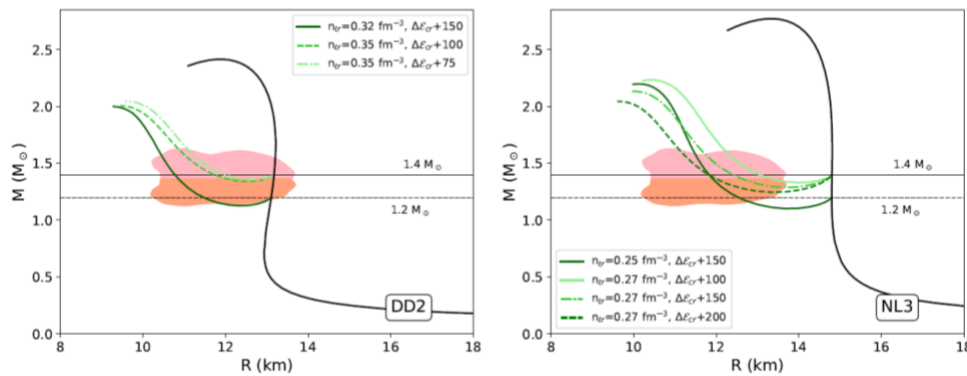 n_tr=0.32 fm⁻³, Δℰ_cr+150
n_tr=0.35 fm⁻³, Δℰ_cr+100
n_tr=0.35 fm⁻³, Δℰ_cr+75
2.5
2.0
1.5
1.0
0.5
0.0
M (M⊙)
1.4 M⊙
1.2 M⊙
DD2
8 10 12 14 16 18
R (km)
2.5
2.0
1.5
1.0
0.5
0.0
M (M⊙)
1.4 M⊙
1.2 M⊙
n_tr=0.25 fm⁻³, Δℰ_cr+150
n_tr=0.27 fm⁻³, Δℰ_cr+100
n_tr=0.27 fm⁻³, Δℰ_cr+150
n_tr=0.27 fm⁻³, Δℰ_cr+200
NL3
8 10 12 14 16 18
R (km)